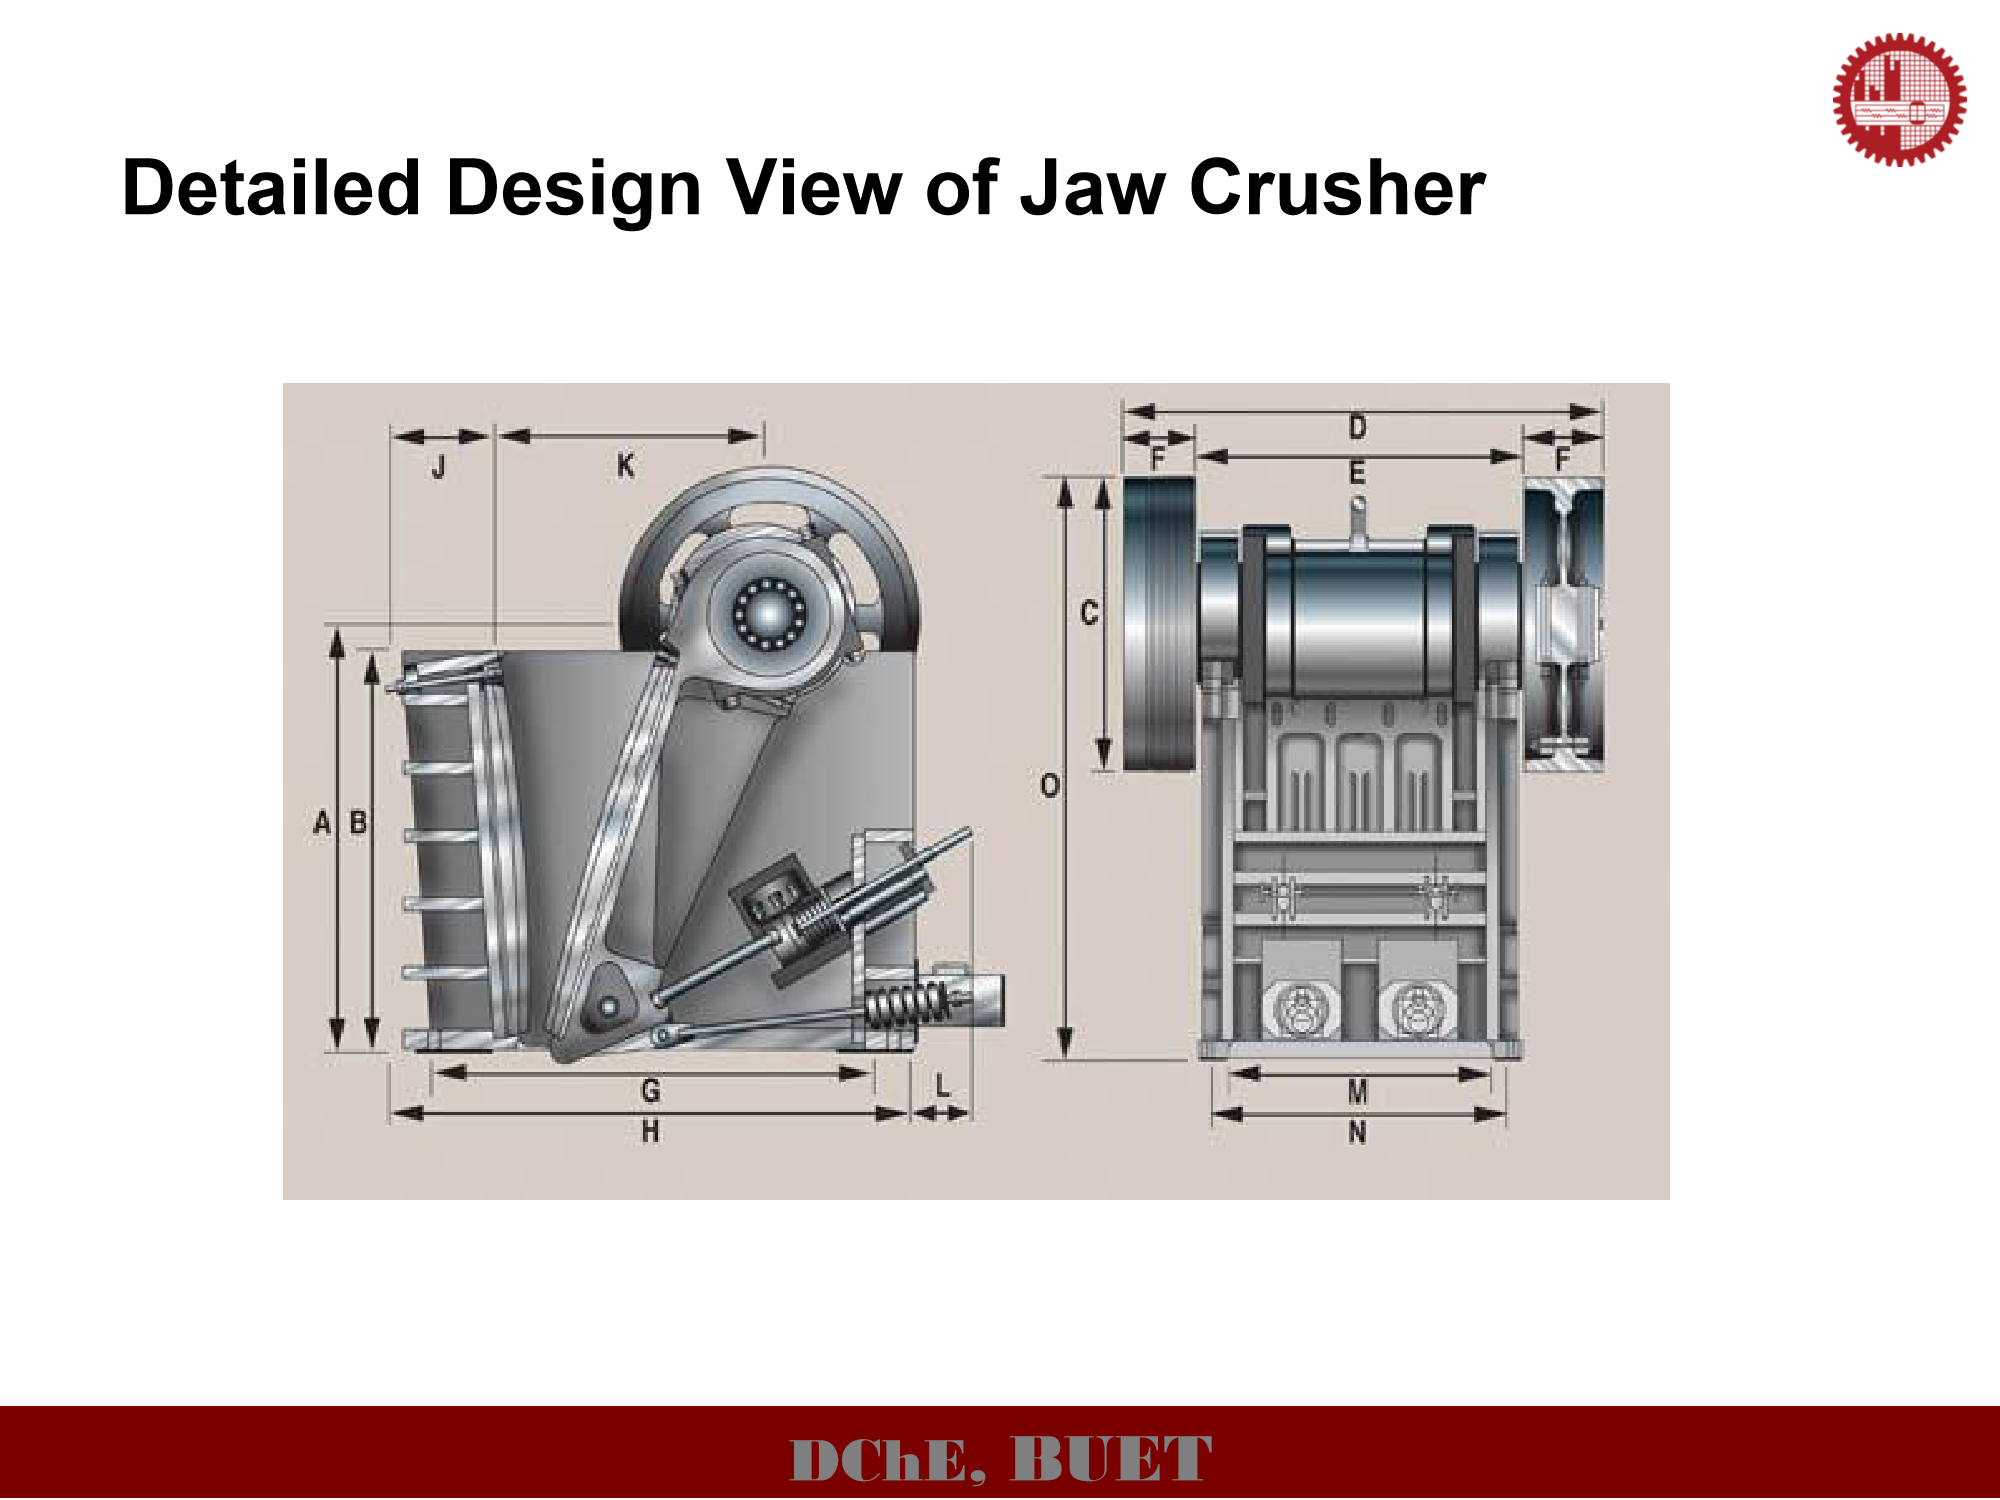 Detailed Design View of Jaw Crusher
D
J K F E F
C
O
A B
G L M
H N
DChE, BUET